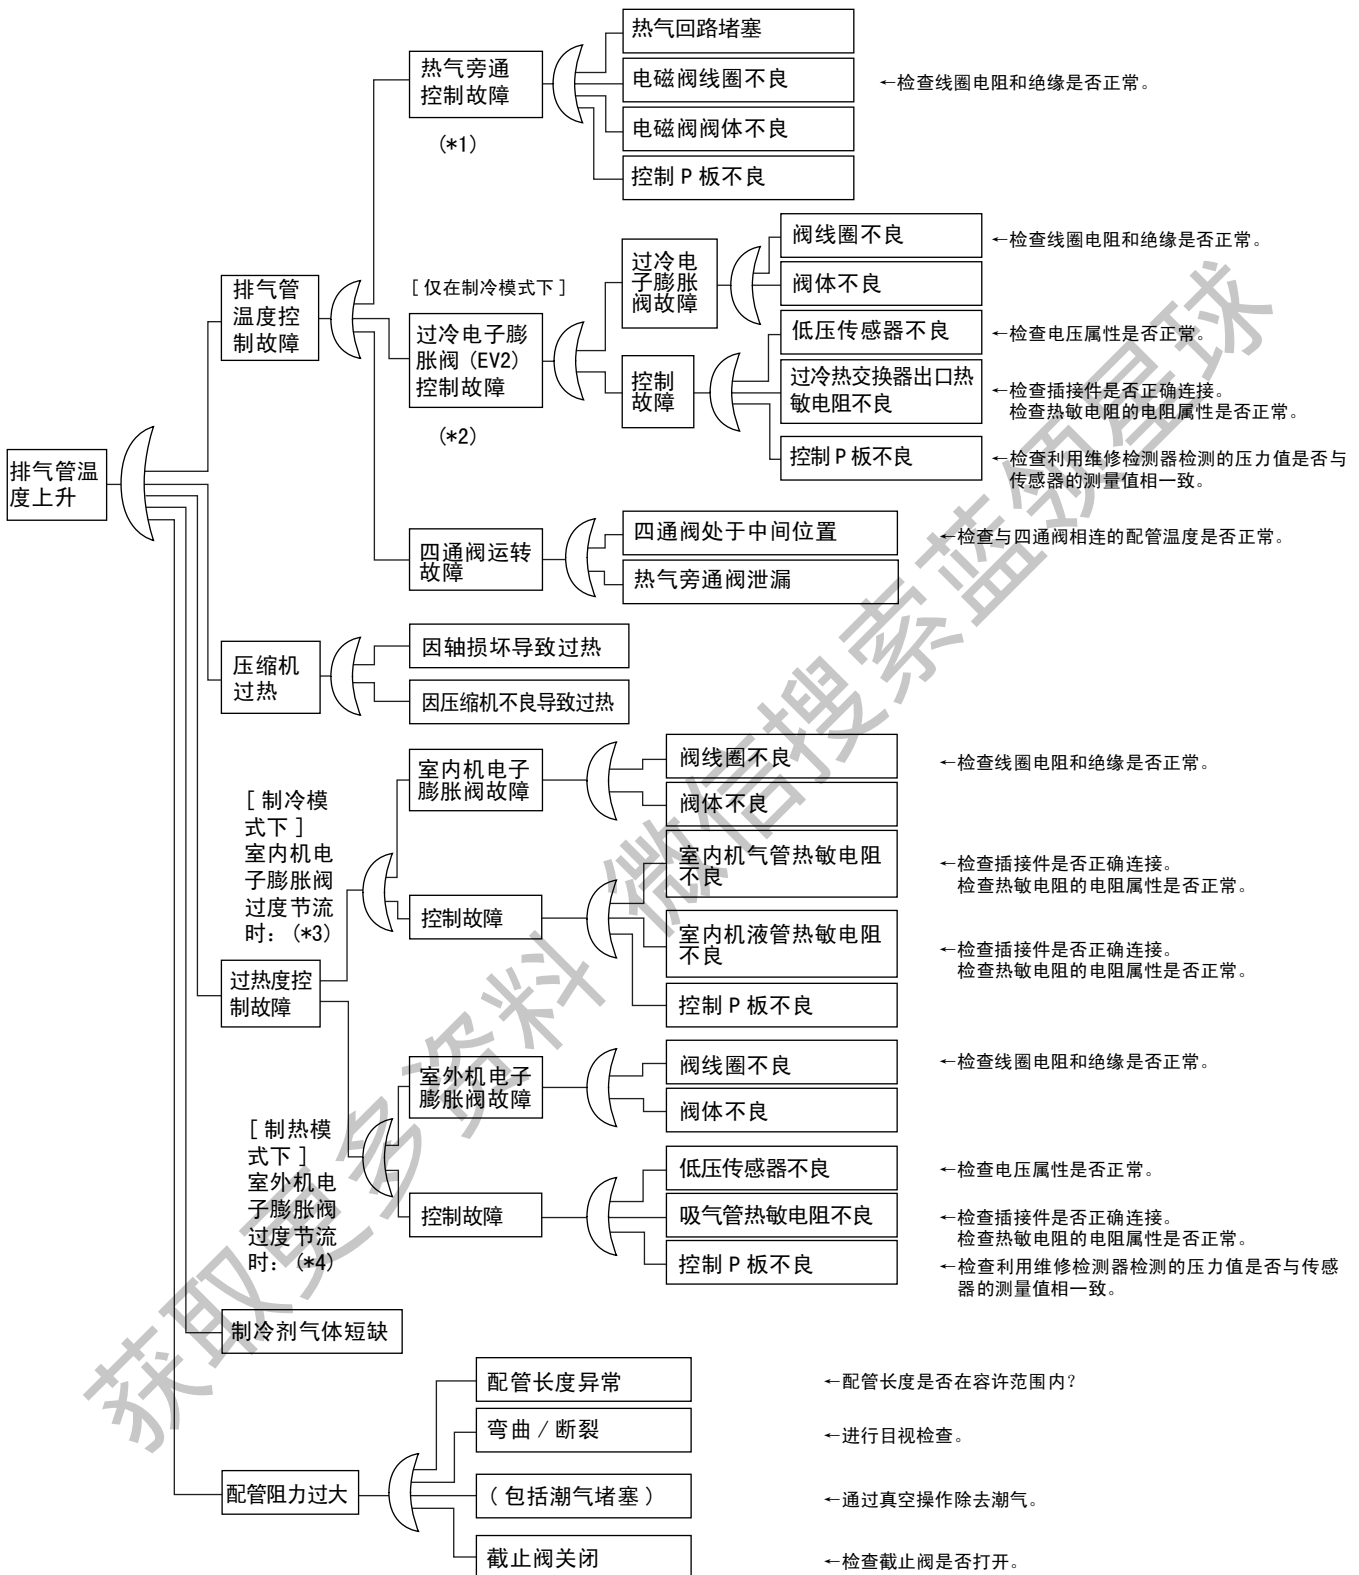 热气回路堵塞
热气旁通
控制故障
(*1)
电磁阀线圈不良
←检查线圈电阻和绝缘是否正常。
电磁阀阀体不良
控制 P 板不良
阀线圈不良
←检查线圈电阻和绝缘是否正常。
过冷电
子膨胀
阀故障
阀体不良
排气管
温度控
制故障
[ 仅在制冷模式下 ]
过冷电子膨
胀阀 (EV2)
控制故障
(*2)
低压传感器不良
←检查电压属性是否正常。
控制
故障
过冷热交换器出口热
敏电阻不良
←检查插接件是否正确连接。
检查热敏电阻的电阻属性是否正常。
控制 P 板不良
←检查利用维修检测器检测的压力值是否与
传感器的测量值相一致。
排气管温
度上升
四通阀运转
故障
四通阀处于中间位置
←检查与四通阀相连的配管温度是否正常。
热气旁通阀泄漏
压缩机
过热
因轴损坏导致过热
因压缩机不良导致过热
室内机电子
膨胀阀故障
阀线圈不良
←检查线圈电阻和绝缘是否正常。
阀体不良
[ 制冷模
式下 ]
室内机电
子膨胀阀
过度节流
时：(*3)
室内机气管热敏电阻
不良
←检查插接件是否正确连接。
检查热敏电阻的电阻属性是否正常。
控制故障
室内机液管热敏电阻
不良
←检查插接件是否正确连接。
检查热敏电阻的电阻属性是否正常。
过热度控
制故障
控制 P 板不良
室外机电子
膨胀阀故障
阀线圈不良
←检查线圈电阻和绝缘是否正常。
阀体不良
[ 制热模
式下 ]
室外机电
子膨胀阀
过度节流
时：(*4)
低压传感器不良
←检查电压属性是否正常。
控制故障
吸气管热敏电阻不良
←检查插接件是否正确连接。
检查热敏电阻的电阻属性是否正常。
控制 P 板不良
←检查利用维修检测器检测的压力值是否与传感
器的测量值相一致。
制冷剂气体短缺
配管长度异常
←配管长度是否在容许范围内？
弯曲 / 断裂
←进行目视检查。
配管阻力过大
( 包括潮气堵塞 )
←通过真空操作除去潮气。
截止阀关闭
←检查截止阀是否打开。
获取更多资料 微信搜索蓝领星球